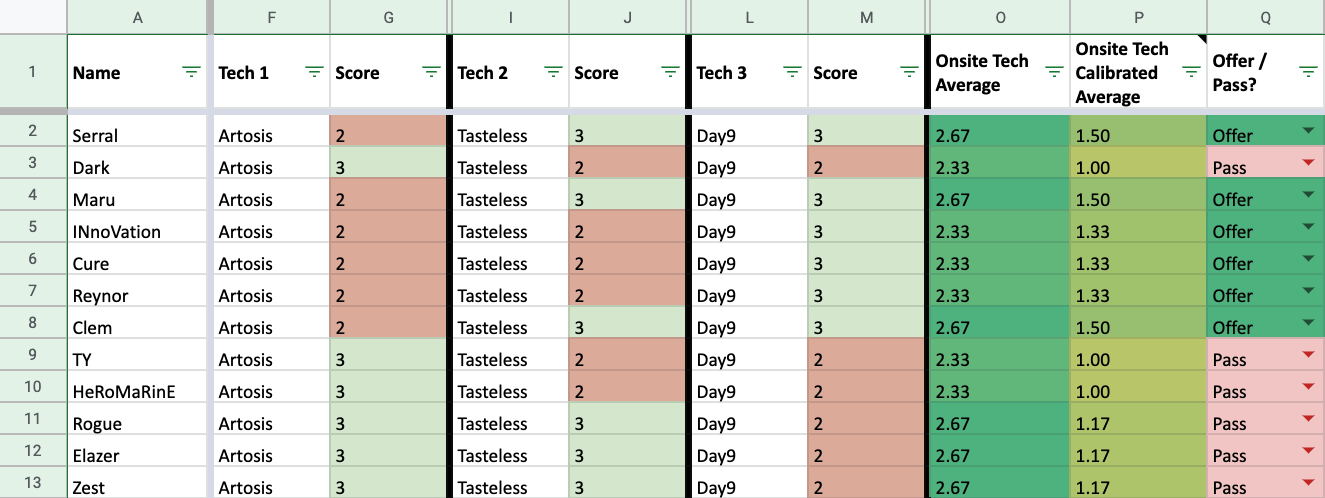 A F G I J L M O P Q
1 Name Tech 1 Score Tech 2 Score Tech 3 Score Onsite Tech Average Onsite Tech Calibrated Average Offer / Pass?
2 Serral Artosis 2 Tasteless 3 Day9 3 2.67 1.50 Offer
3 Dark Artosis 3 Tasteless 2 Day9 2 2.33 1.00 Pass
4 Maru Artosis 2 Tasteless 3 Day9 3 2.67 1.50 Offer
5 INnoVation Artosis 2 Tasteless 2 Day9 3 2.33 1.33 Offer
6 Cure Artosis 2 Tasteless 2 Day9 3 2.33 1.33 Offer
7 Reynor Artosis 2 Tasteless 2 Day9 3 2.33 1.33 Offer
8 Clem Artosis 2 Tasteless 3 Day9 3 2.67 1.50 Offer
9 TY Artosis 3 Tasteless 2 Day9 2 2.33 1.00 Pass
10 HeRoMaRinE Artosis 3 Tasteless 2 Day9 2 2.33 1.00 Pass
11 Rogue Artosis 3 Tasteless 3 Day9 2 2.67 1.17 Pass
12 Elazer Artosis 3 Tasteless 3 Day9 2 2.67 1.17 Pass
13 Zest Artosis 3 Tasteless 3 Day9 2 2.67 1.17 Pass